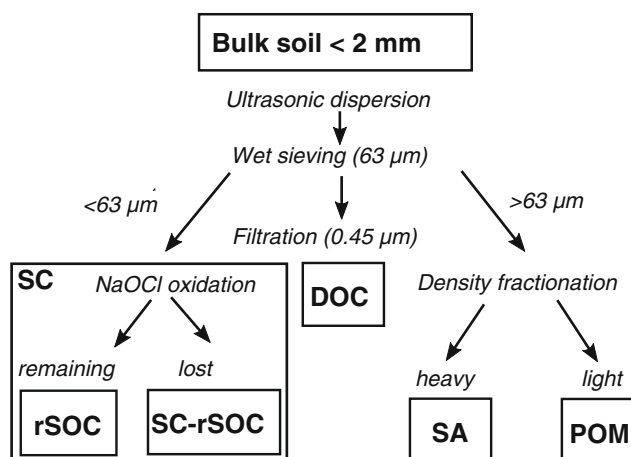 Bulk soil < 2 mm
Ultrasonic dispersion
Wet sieving (63 µm)
<63 µm
>63 µm
Filtration (0.45 µm)
SC
NaOCl oxidation
DOC
Density fractionation
remaining
lost
heavy
light
rSOC
SC-rSOC
SA
POM